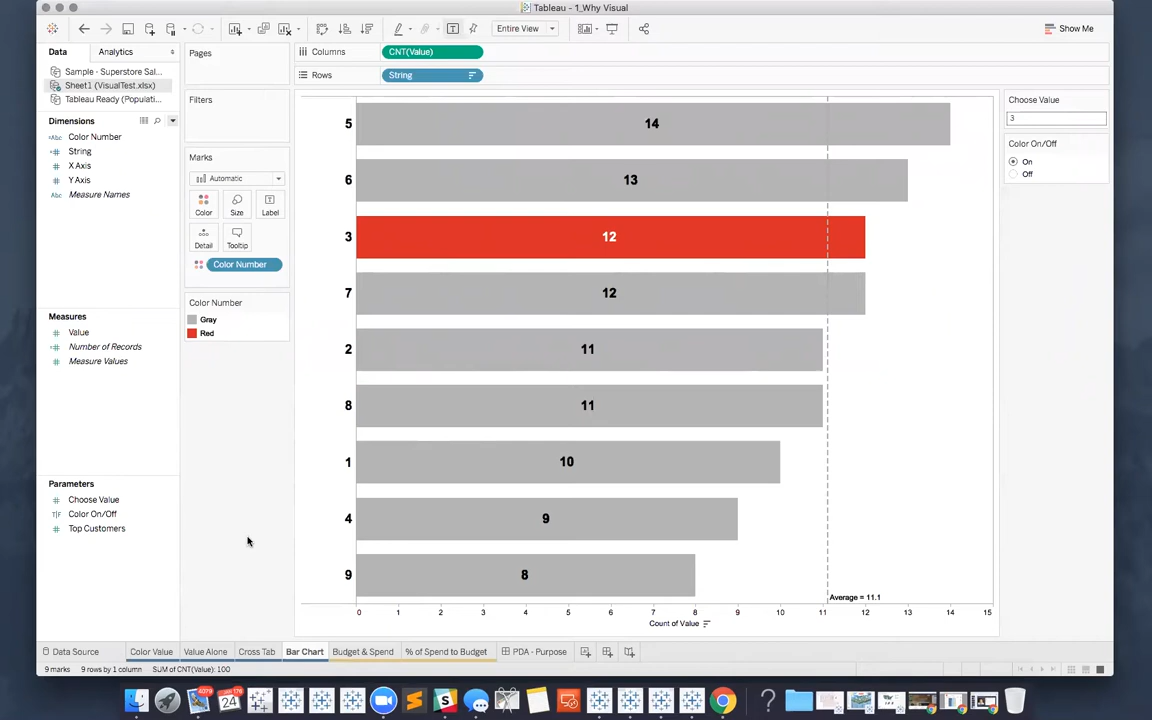 Tableau - 1_Why Visual
Entire View
Show Me
Data
Analytics
Pages
Columns
CNT(Value)
Rows
String
Sample - Superstore Sal...
Sheet1 (VisualTest.xlsx)
Tableau Ready (Populati...
Filters
Choose Value
3
Color On/Off
On
Off
Dimensions
Abc Color Number
String
X Axis
Y Axis
Abc Measure Names
Marks
Automatic
Color
Size
Label
Detail
Tooltip
Color Number
Color Number
Gray
Red
Measures
Value
Number of Records
Measure Values
Parameters
Choose Value
T|F Color On/Off
Top Customers
5 14
6 13
3 12
7 12
2 11
8 11
1 10
4 9
9 8
Average = 11.1
0 1 2 3 4 5 6 7 8 9 10 11 12 13 14 15
Count of Value
Data Source
Color Value
Value Alone
Cross Tab
Bar Chart
Budget & Spend
% of Spend to Budget
PDA - Purpose
9 marks
9 rows by 1 column
SUM of CNT(Value): 100
24